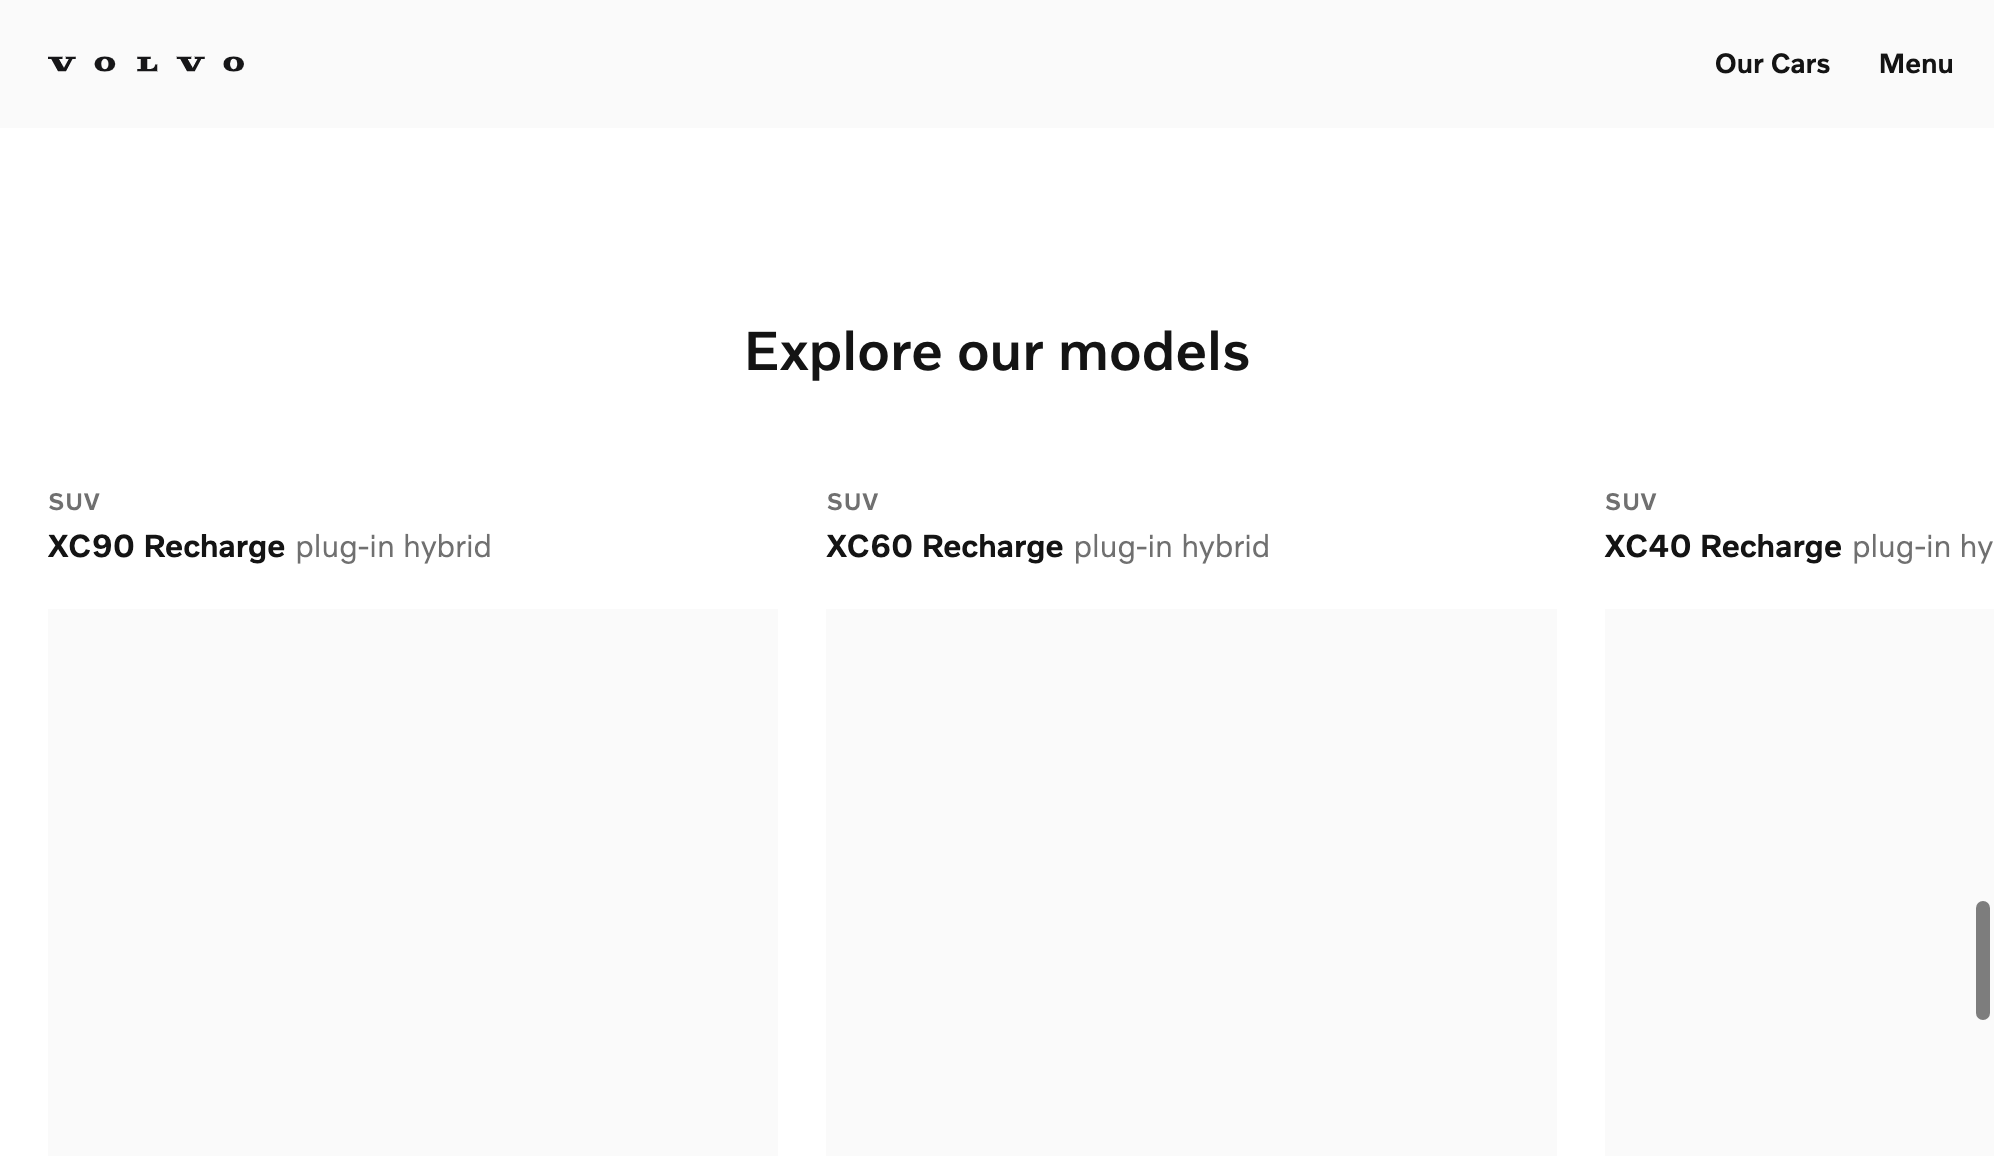 VOLVO
Our Cars
Menu
Explore our models
SUV
XC90 Recharge plug-in hybrid
SUV
XC60 Recharge plug-in hybrid
SUV
XC40 Recharge plug-in hy